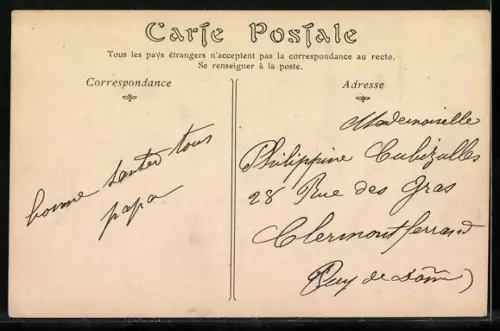 Carte Postale
Tous les pays étrangers n'acceptent pas la correspondance au recto.
Se renseigner à la poste.
Correspondance
Adresse
bonne santer tous
papa
Mademoiselle
Philippine Cubizolles
28 Rue des Gras
Clermont ferrand
(Puy de Dôme)